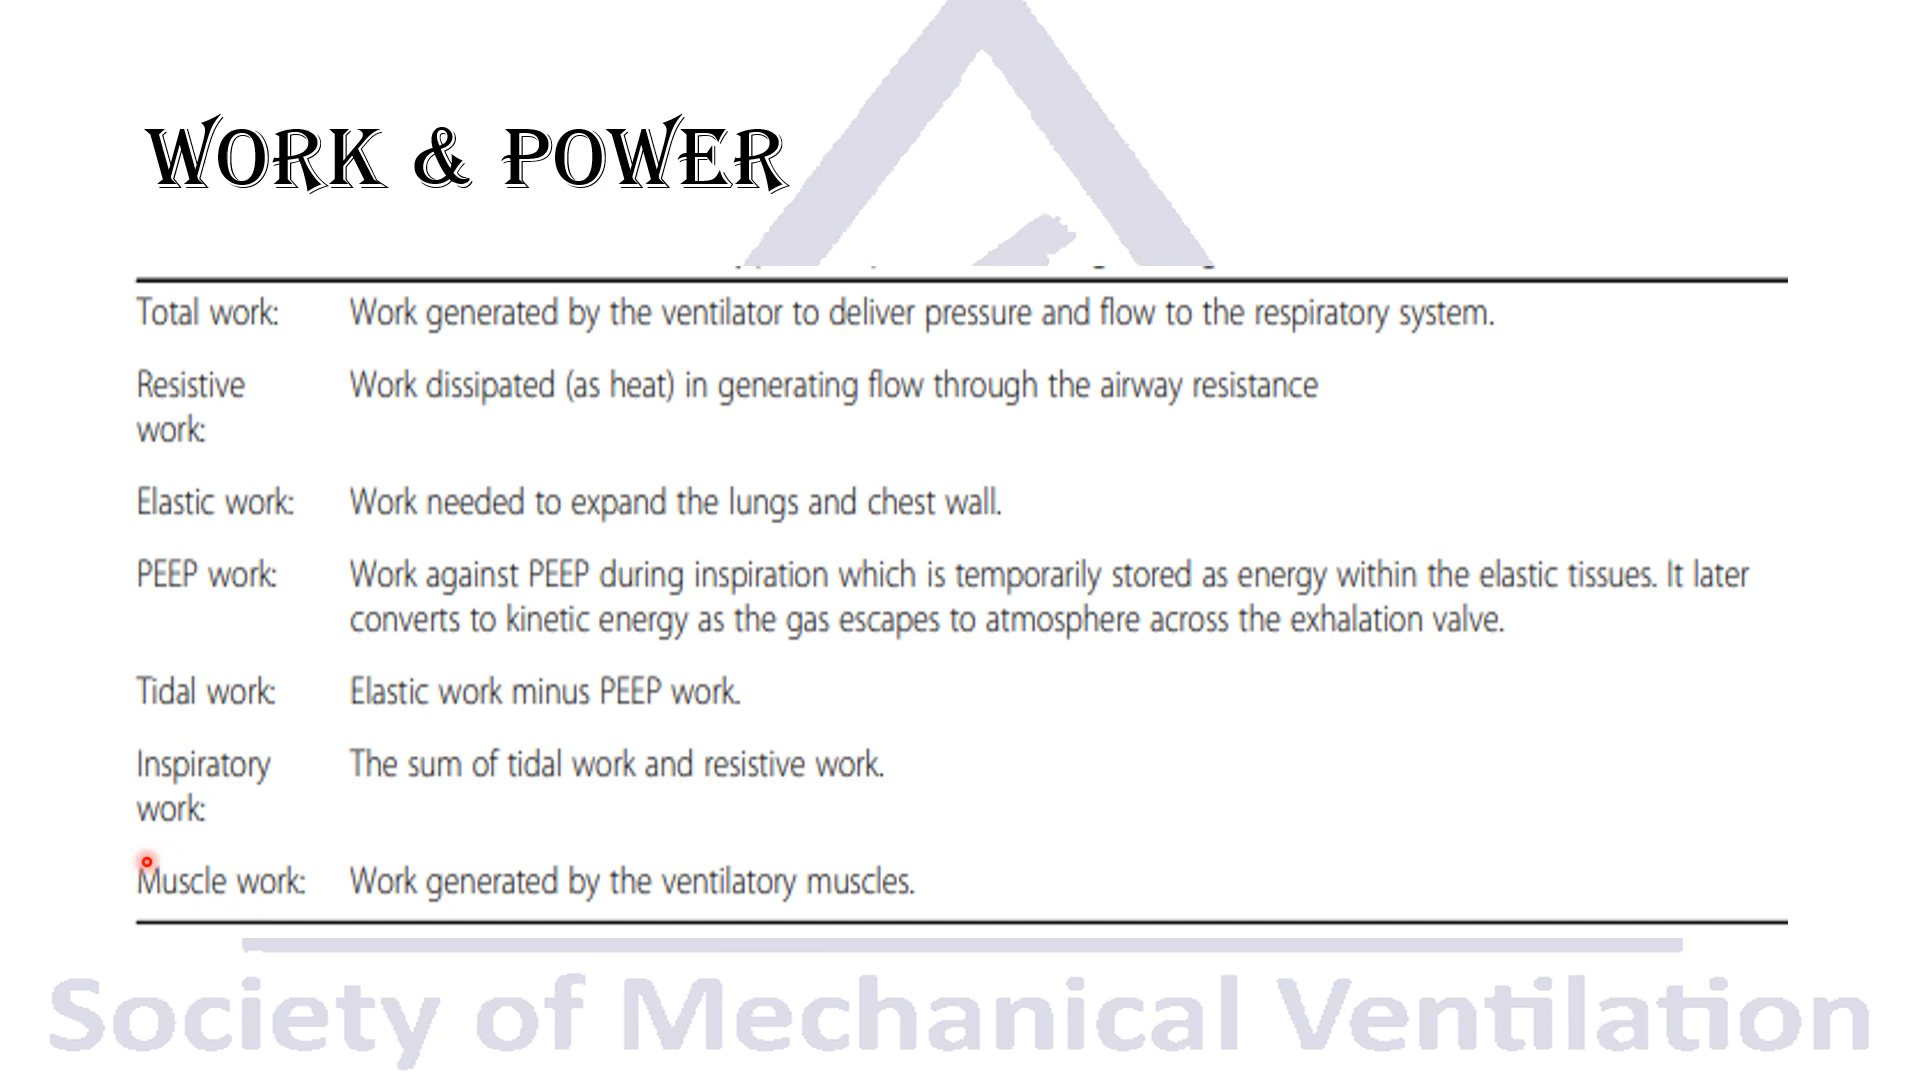 WORK & POWER
Total work: Work generated by the ventilator to deliver pressure and flow to the respiratory system.
Resistive Work dissipated (as heat) in generating flow through the airway resistance
work:
Elastic work: Work needed to expand the lungs and chest wall.
PEEP work: Work against PEEP during inspiration which is temporarily stored as energy within the elastic tissues. It later
converts to kinetic energy as the gas escapes to atmosphere across the exhalation valve.
Tidal work: Elastic work minus PEEP work.
Inspiratory The sum of tidal work and resistive work.
work:
Muscle work: Work generated by the ventilatory muscles.
Society of Mechanical Ventilation